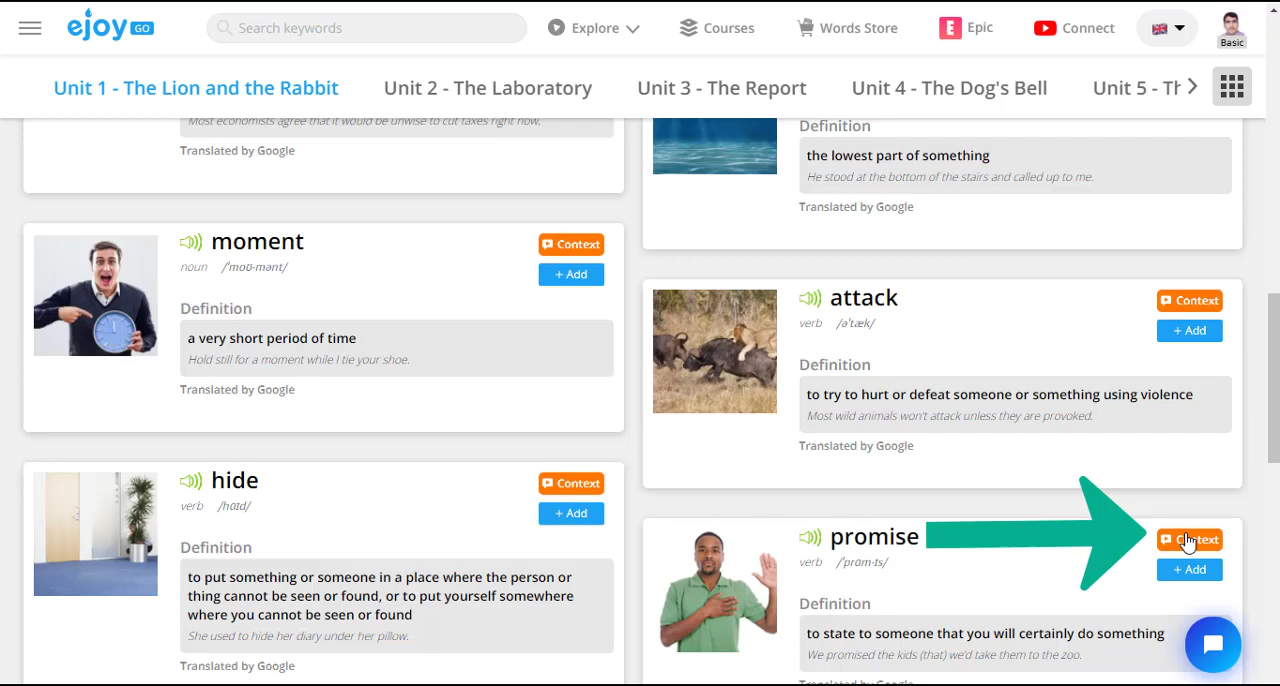 ejoy GO
Search keywords
Explore
Courses
Words Store
E
Epic
Connect
Basic
Unit 1 - The Lion and the Rabbit
Unit 2 - The Laboratory
Unit 3 - The Report
Unit 4 - The Dog's Bell
Unit 5 - Th
Most economists agree that it would be unwise to cut taxes right now.
Translated by Google
moment
Context
noun /ˈmoʊ·mənt/
+ Add
Definition
a very short period of time
Hold still for a moment while I tie your shoe.
Translated by Google
hide
Context
verb /hɑɪd/
+ Add
Definition
to put something or someone in a place where the person or
thing cannot be seen or found, or to put yourself somewhere
where you cannot be seen or found
She used to hide her diary under her pillow.
Translated by Google
Definition
the lowest part of something
He stood at the bottom of the stairs and called up to me.
Translated by Google
attack
Context
verb /əˈtæk/
+ Add
Definition
to try to hurt or defeat someone or something using violence
Most wild animals won't attack unless they are provoked.
Translated by Google
promise
Context
verb /ˈprɑm·ɪs/
+ Add
Definition
to state to someone that you will certainly do something
We promised the kids (that) we'd take them to the zoo.
Translated by Google